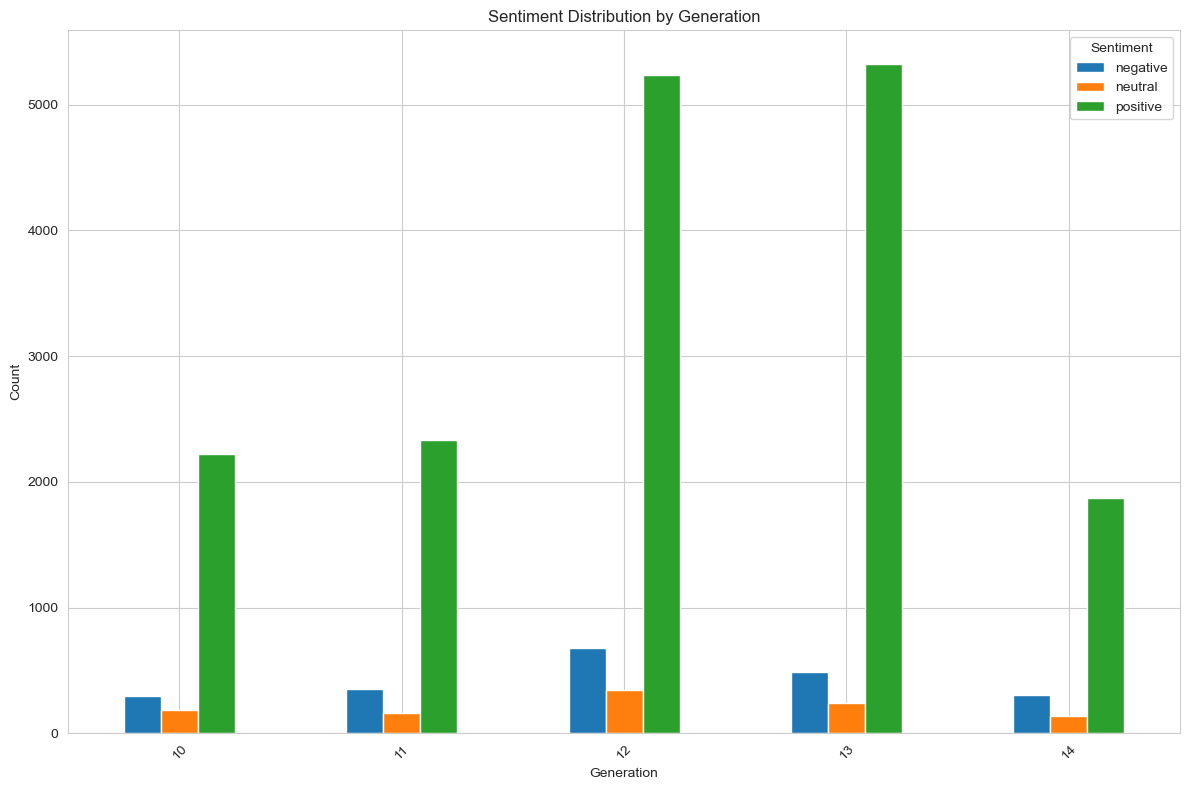 Sentiment Distribution by Generation
Sentiment
negative
neutral
positive
5000
4000
3000
2000
1000
0
Count
10
11
12
13
14
Generation